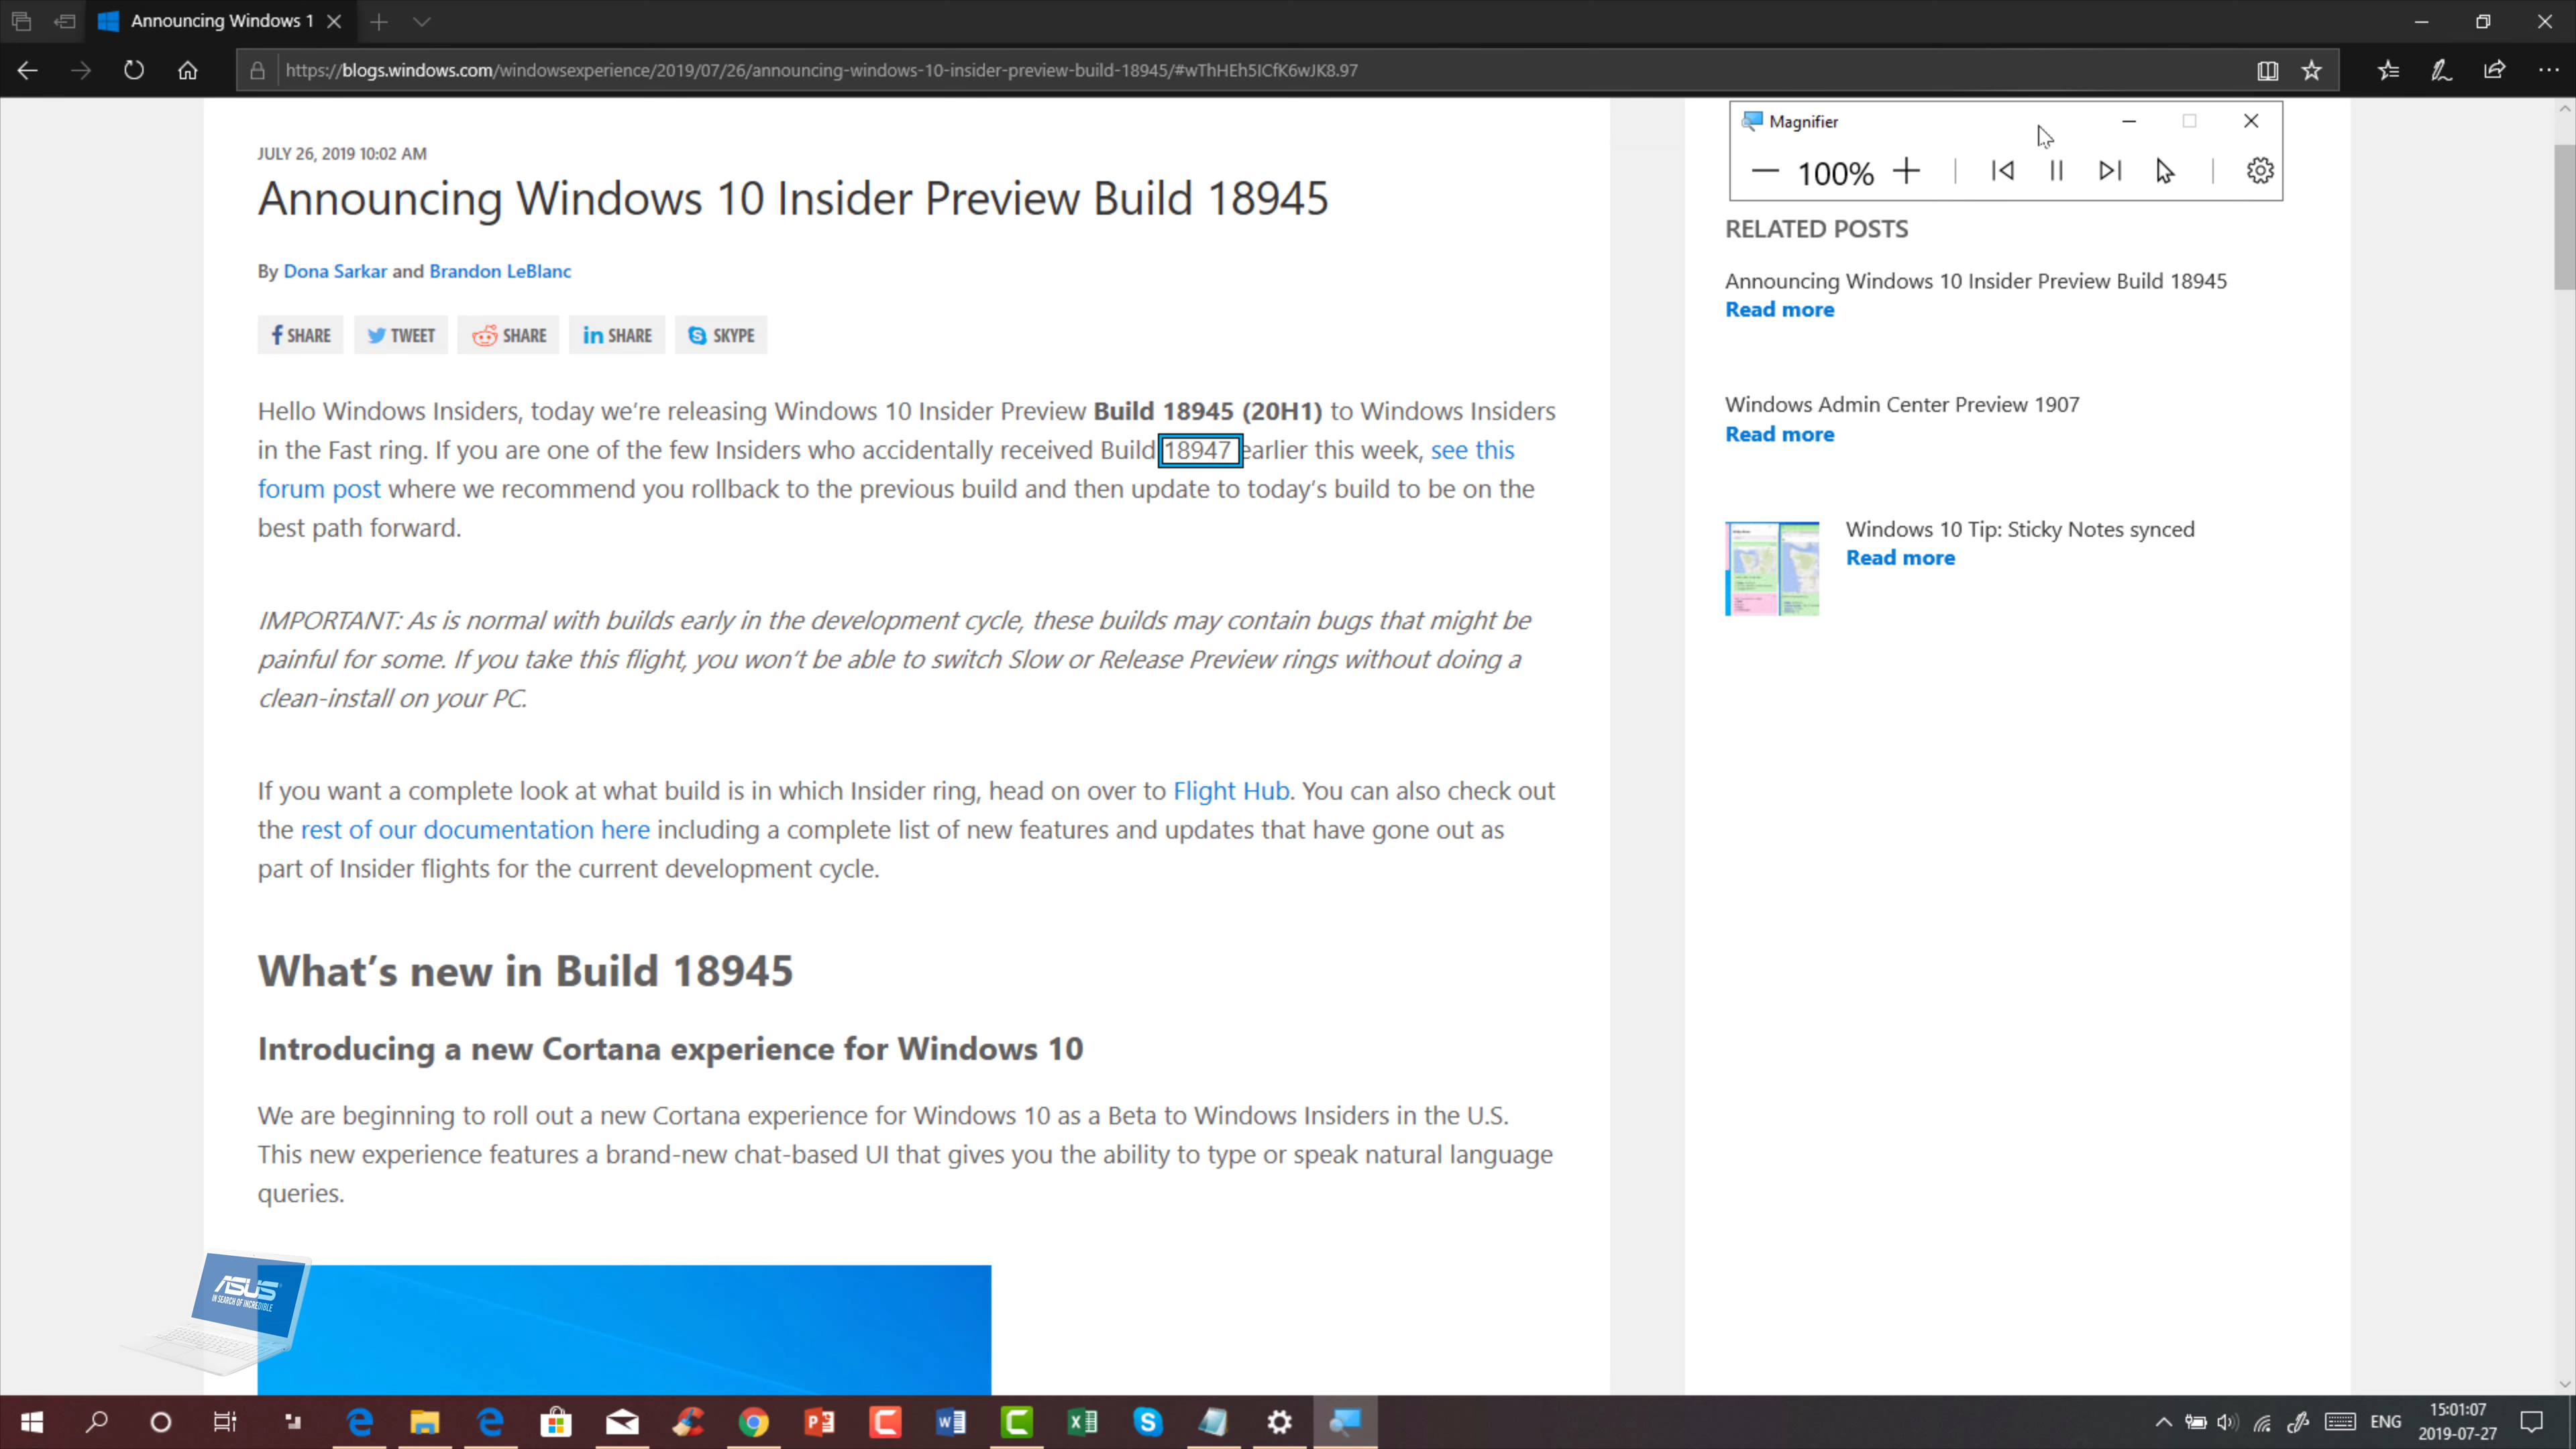 Announcing Windows 1
https://blogs.windows.com/windowsexperience/2019/07/26/announcing-windows-10-insider-preview-build-18945/#wThHEh5ICfK6wJK8.97
JULY 26, 2019 10:02 AM
Announcing Windows 10 Insider Preview Build 18945
By Dona Sarkar and Brandon LeBlanc
f SHARE
TWEET
SHARE
in SHARE
SKYPE
Hello Windows Insiders, today we’re releasing Windows 10 Insider Preview Build 18945 (20H1) to Windows Insiders
in the Fast ring. If you are one of the few Insiders who accidentally received Build 18947 earlier this week, see this
forum post where we recommend you rollback to the previous build and then update to today’s build to be on the
best path forward.
IMPORTANT: As is normal with builds early in the development cycle, these builds may contain bugs that might be
painful for some. If you take this flight, you won’t be able to switch Slow or Release Preview rings without doing a
clean-install on your PC.
If you want a complete look at what build is in which Insider ring, head on over to Flight Hub. You can also check out
the rest of our documentation here including a complete list of new features and updates that have gone out as
part of Insider flights for the current development cycle.
What’s new in Build 18945
Introducing a new Cortana experience for Windows 10
We are beginning to roll out a new Cortana experience for Windows 10 as a Beta to Windows Insiders in the U.S.
This new experience features a brand-new chat-based UI that gives you the ability to type or speak natural language
queries.
Magnifier
100%
RELATED POSTS
Announcing Windows 10 Insider Preview Build 18945
Read more
Windows Admin Center Preview 1907
Read more
Windows 10 Tip: Sticky Notes synced
Read more
ASUS
IN SEARCH OF INCREDIBLE
ENG
15:01:07
2019-07-27